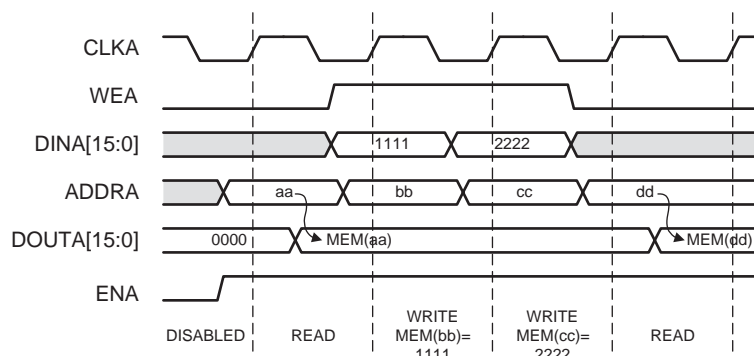 CLKA
WEA
DINA[15:0] 1111 2222
ADDRA aa bb cc dd
DOUTA[15:0] 0000 MEM(aa) MEM(dd)
ENA
DISABLED READ WRITE MEM(bb)= 1111 WRITE MEM(cc)= 2222 READ